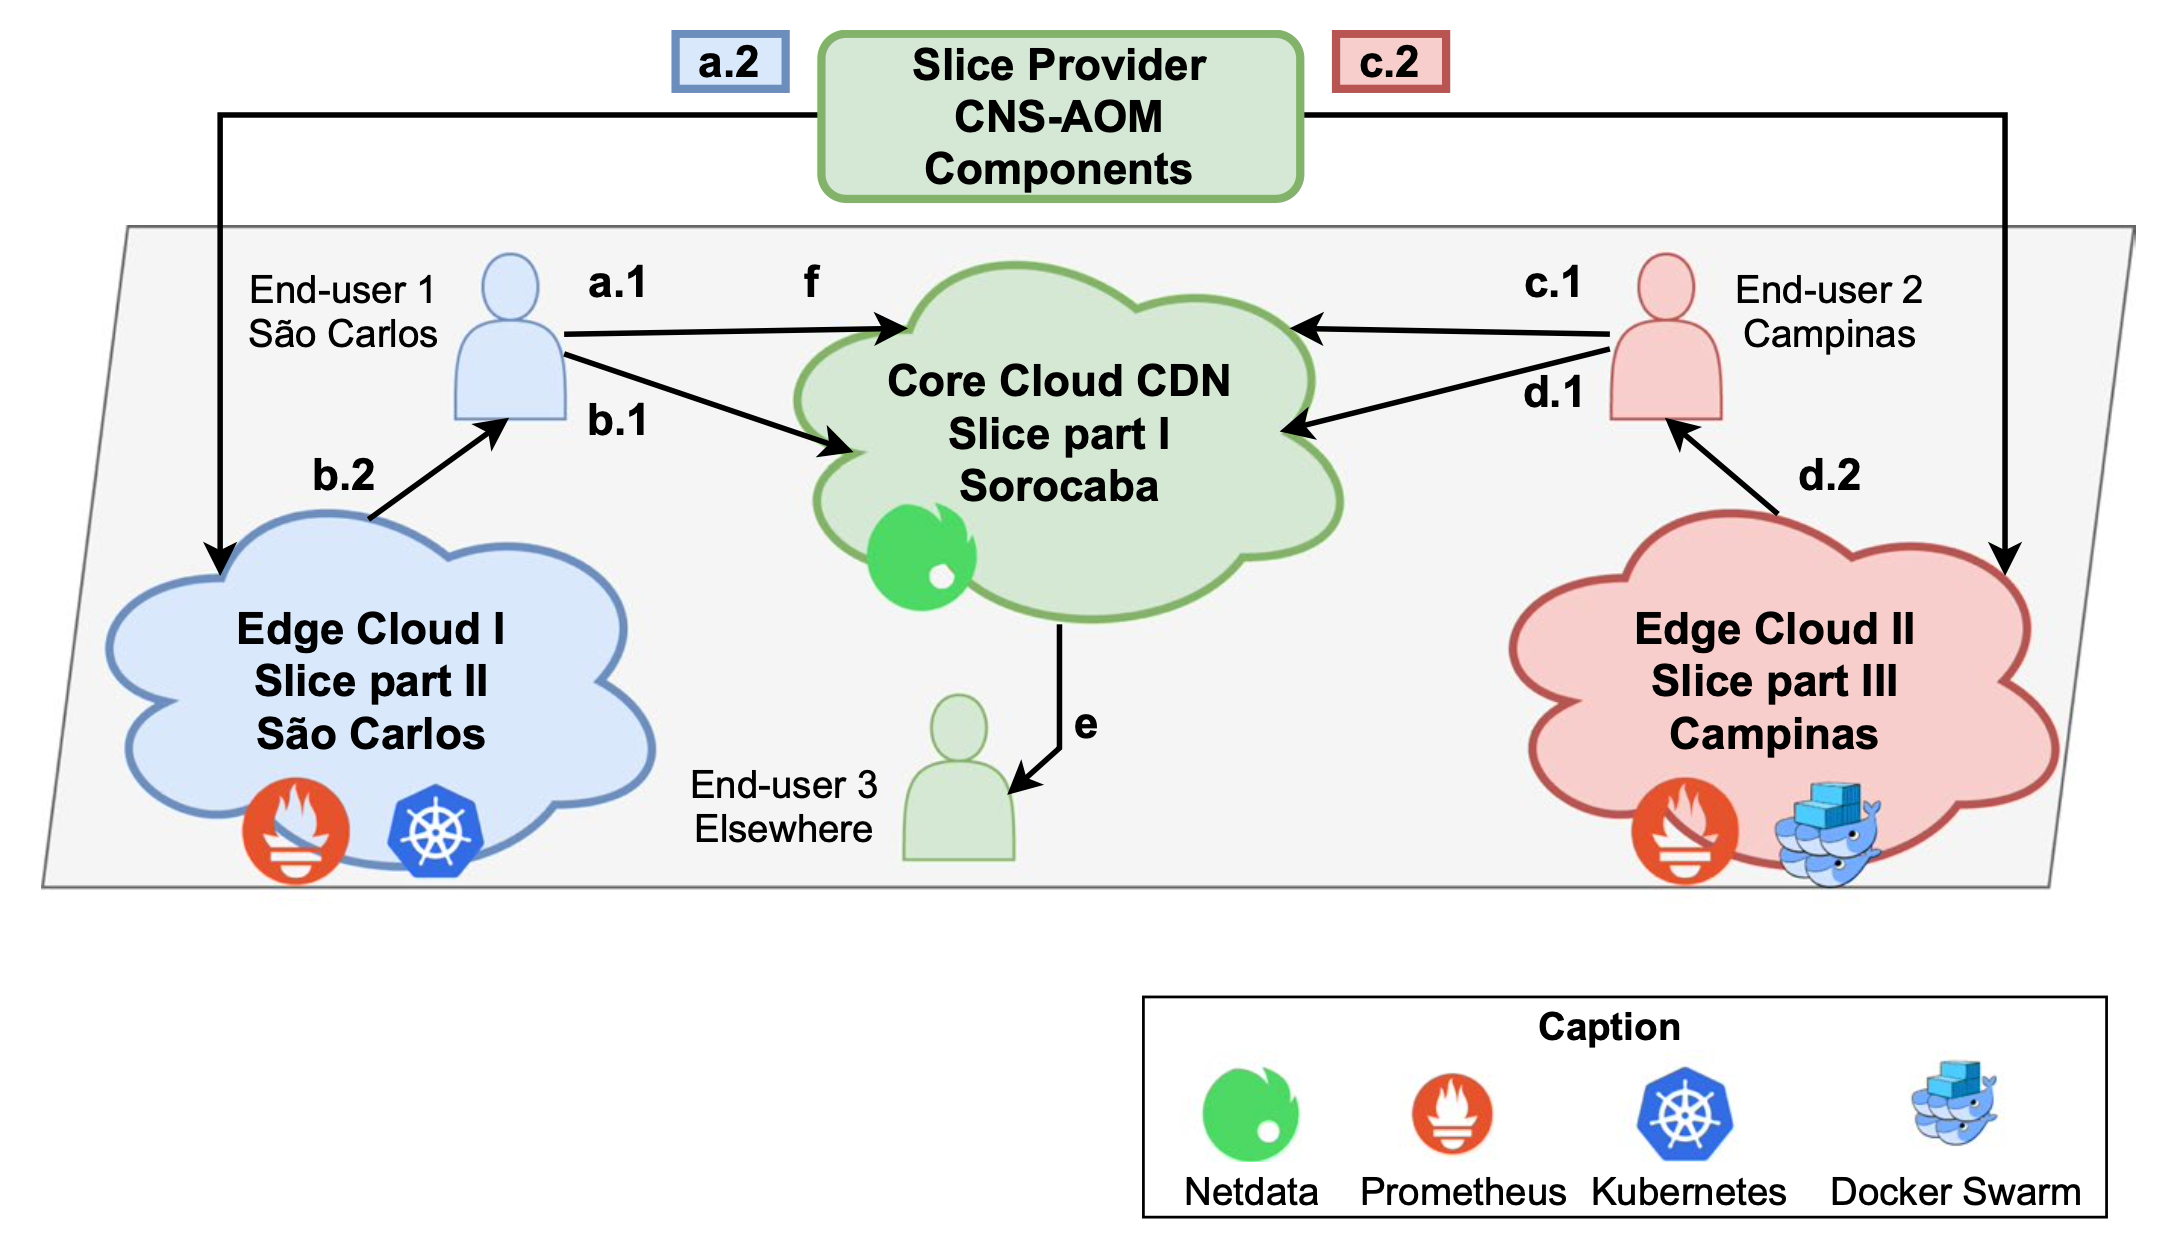 a.2
Slice Provider
CNS-AOM
Components
c.2
End-user 1
São Carlos
a.1
f
b.1
b.2
Core Cloud CDN
Slice part I
Sorocaba
c.1
d.1
End-user 2
Campinas
d.2
Edge Cloud I
Slice part II
São Carlos
e
End-user 3
Elsewhere
Edge Cloud II
Slice part III
Campinas
Caption
Netdata
Prometheus
Kubernetes
Docker Swarm